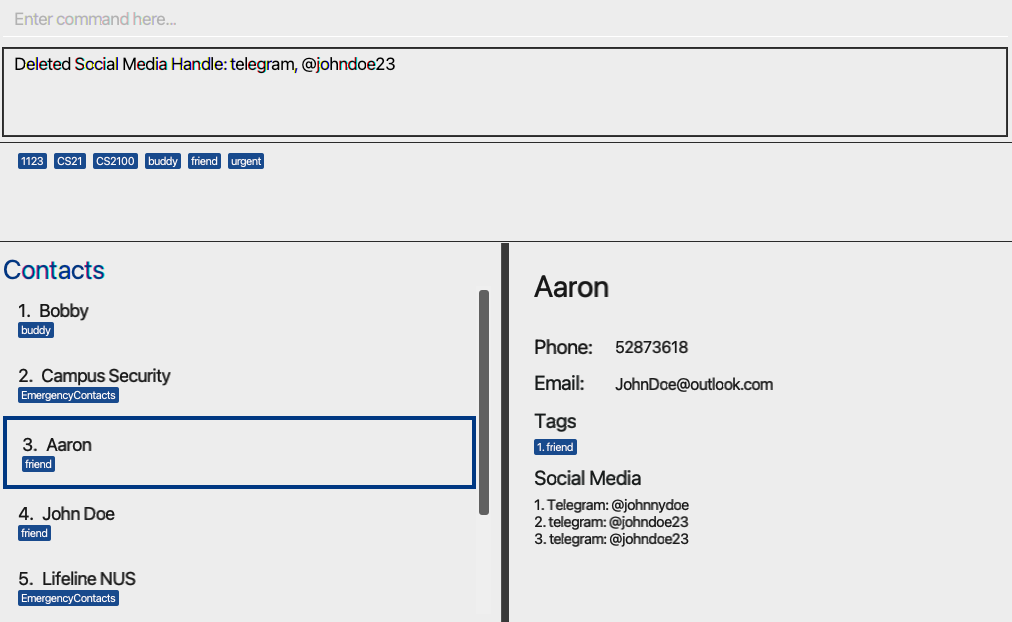 Enter command here...
Deleted Social Media Handle: telegram, @johndoe23
1123 CS21 CS2100 buddy friend urgent
Contacts
1. Bobby
buddy
2. Campus Security
EmergencyContacts
3. Aaron
friend
4. John Doe
friend
5. Lifeline NUS
EmergencyContacts
Aaron
Phone: 52873618
Email: JohnDoe@outlook.com
Tags
1. friend
Social Media
1. Telegram: @johnnydoe
2. telegram: @johndoe23
3. telegram: @johndoe23